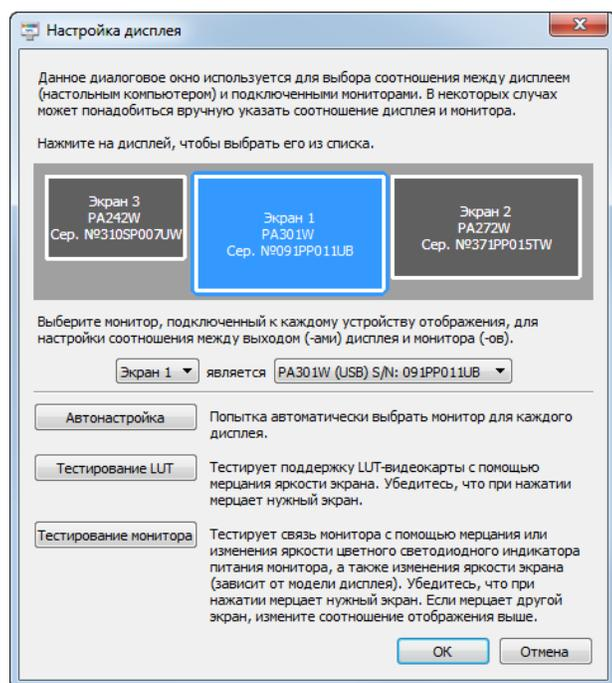 Настройка дисплея
Данное диалоговое окно используется для выбора соотношения между дисплеем
(настольным компьютером) и подключенными мониторами. В некоторых случах
может понадобиться вручную указать соотношение дисплея и монитора.
Нажмите на дисплей, чтобы выбрать его из списка.
Экран 3
PA242W
Сер. №310SP007UW
Экран 1
PA301W
Сер. №091PP011UB
Экран 2
PA272W
Сер. №371PP015TW
Выберите монитор, подключенный к каждому устройству отображения, для
настройки соотношения между выходом (-ами) дисплея и монитора (-ов).
Экран 1 является PA301W (USB) S/N: 091PP011UB
Автонастройка
Попытка автоматически выбрать монитор для каждого
дисплея.
Тестирование LUT
Тестирует поддержку LUT-видеокарты с помощью
мерцания яркости экрана. Убедитесь, что при нажатии
мерцает нужный экран.
Тестирование монитора
Тестирует связь монитора с помощью мерцания или
изменения яркости цветного светодиодного индикатора
питания монитора, а также изменения яркости экрана
(зависит от модели дисплея). Убедитесь, что при
нажатии мерцает нужный экран. Если мерцает другой
экран, измените соотношение отображения выше.
OK
Отмена